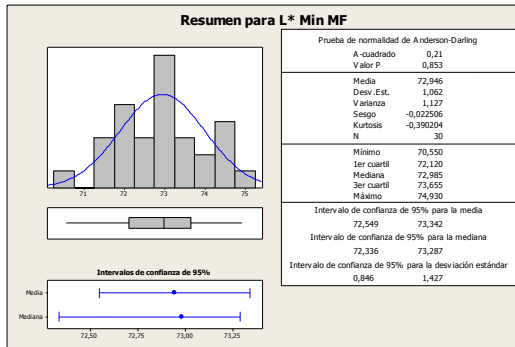 Resumen para L* Min MF
71 72 73 74 75
Intervalos de confianza de 95%
Media
Mediana
72,50 72,75 73,00 73,25
Prueba de normalidad de Anderson-Darling
A-cuadrado 0,21
Valor P 0,853
Media 72,946
Desv.Est. 1,062
Varianza 1,127
Sesgo -0,022506
Kurtosis -0,390204
N 30
Mínimo 70,550
1er cuartil 72,120
Mediana 72,985
3er cuartil 73,655
Máximo 74,930
Intervalo de confianza de 95% para la media
72,549 73,342
Intervalo de confianza de 95% para la mediana
72,336 73,287
Intervalo de confianza de 95% para la desviación estándar
0,846 1,427